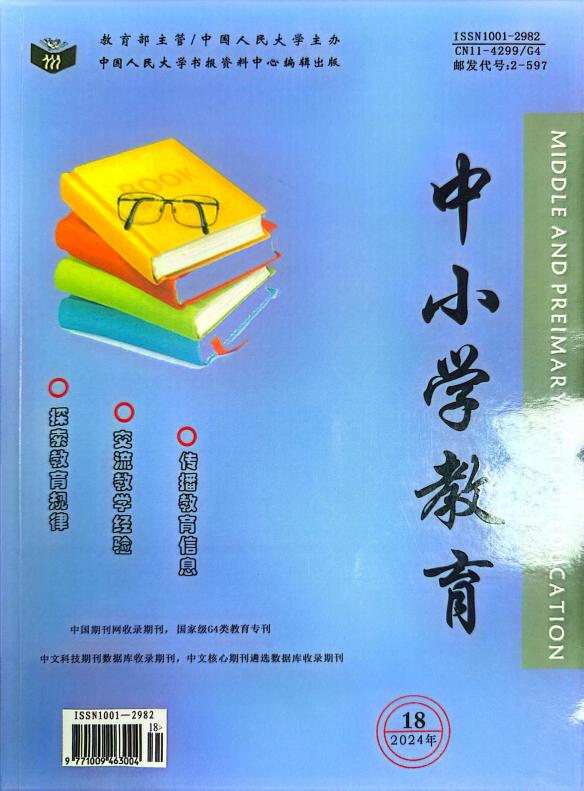 教育部主管/中国人民大学主办
中国人民大学书报资料中心编辑出版
ISSN1001-2982
CN11-4299/G4
邮发代号:2-597
BOOK
中小学教育
MIDDLE AND PREIMARY
EDUCATION
探索教育规律
交流教学经验
传播教育信息
中国期刊网收录期刊，国家级G4类教育专刊
中文科技期刊数据库收录期刊，中文核心期刊遴选数据库收录期刊
ISSN1001—2982
18>
9 771009 463004
18
2024年